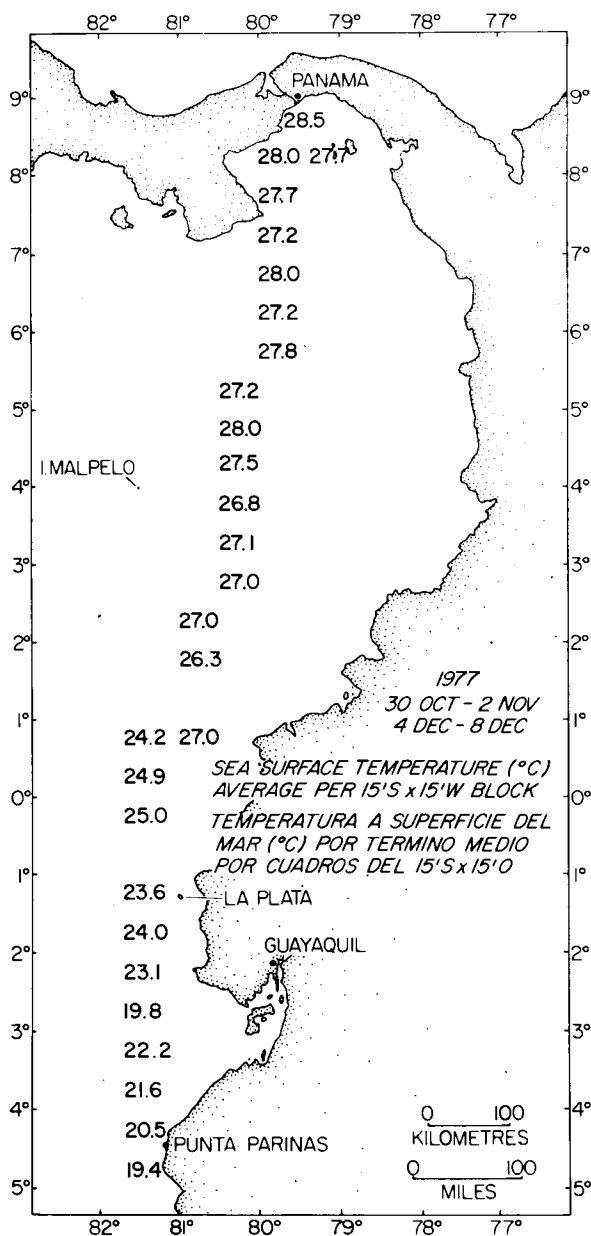 82° 81° 80° 79° 78° 77°
PANAMA
9° 9°
28.5
28.0 27.7
8° 8°
27.7
27.2
7° 7°
28.0
27.2
6° 6°
27.8
27.2
5° 5°
28.0
I.MALPELO 27.5
4° 4°
26.8
27.1
3° 3°
27.0
27.0
2° 2°
26.3
1977
30 OCT - 2 NOV
4 DEC - 8 DEC
1° 1°
24.2 27.0
24.9
SEA SURFACE TEMPERATURE (°C)
AVERAGE PER 15'S x 15'W BLOCK
0° 0°
25.0
TEMPERATURA A SUPERFICIE DEL
MAR (°C) POR TERMINO MEDIO
POR CUADROS DEL 15'S x 15'O
1° 1°
23.6 LA PLATA
24.0
GUAYAQUIL
2° 2°
23.1
19.8
3° 3°
22.2
21.6
4° 4°
20.5
0 100
KILOMETRES
PUNTA PARINAS
19.4
0 100
MILES
5° 5°
82° 81° 80° 79° 78° 77°